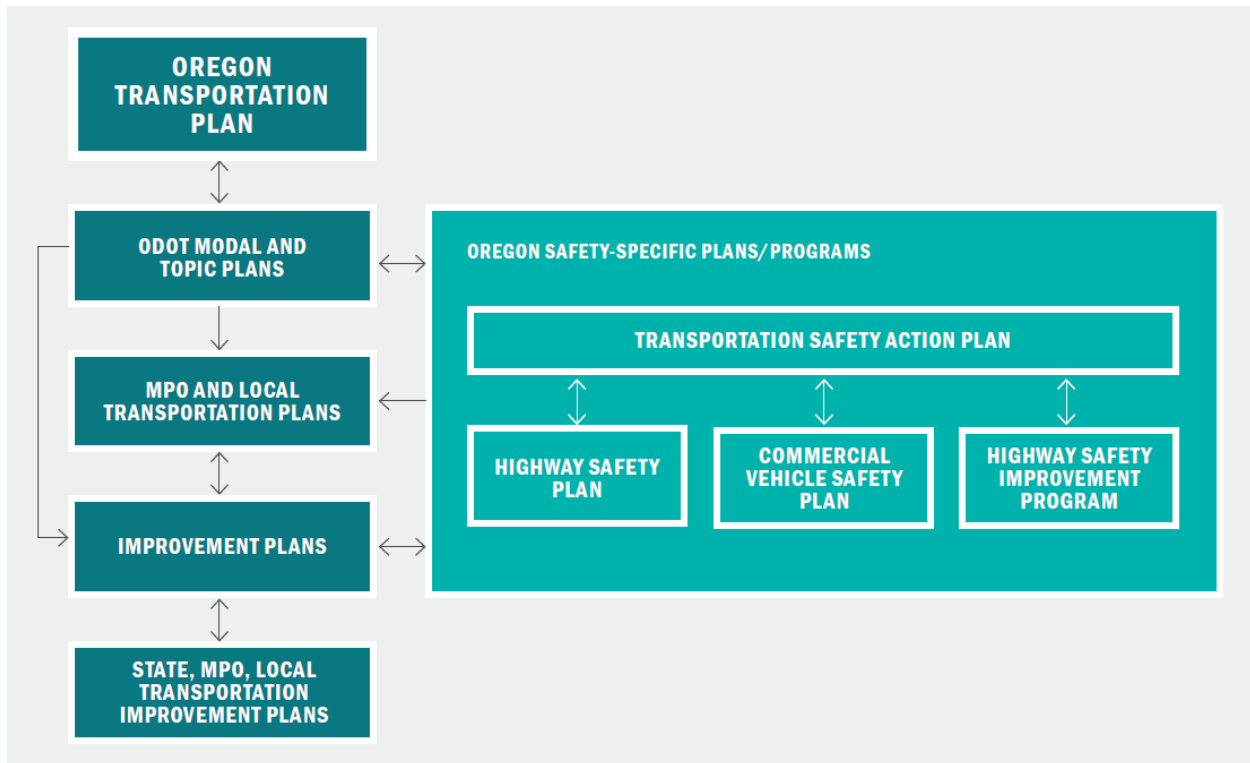 OREGON
TRANSPORTATION
PLAN
ODOT MODAL AND
TOPIC PLANS
MPO AND LOCAL
TRANSPORTATION PLANS
IMPROVEMENT PLANS
STATE, MPO, LOCAL
TRANSPORTATION
IMPROVEMENT PLANS
OREGON SAFETY-SPECIFIC PLANS/PROGRAMS
TRANSPORTATION SAFETY ACTION PLAN
HIGHWAY SAFETY
PLAN
COMMERCIAL
VEHICLE SAFETY
PLAN
HIGHWAY SAFETY
IMPROVEMENT
PROGRAM